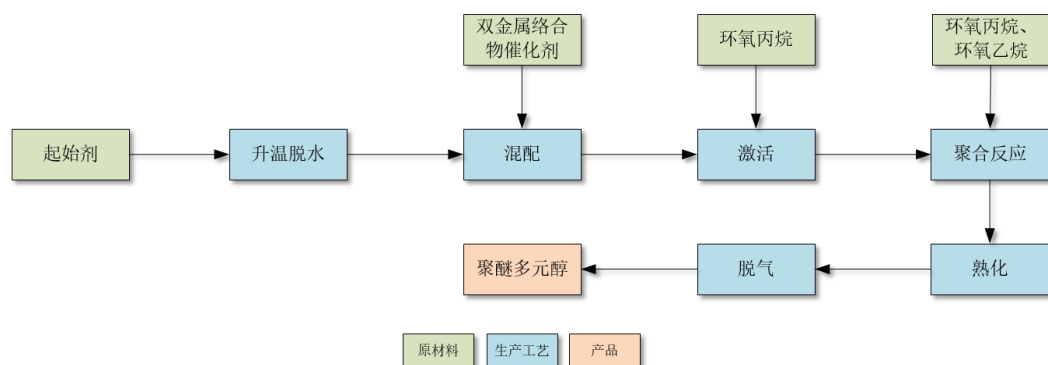 双金属络合
物催化剂
环氧丙烷
环氧丙烷、
环氧乙烷
起始剂
升温脱水
混配
激活
聚合反应
聚醚多元醇
脱气
熟化
原材料
生产工艺
产品